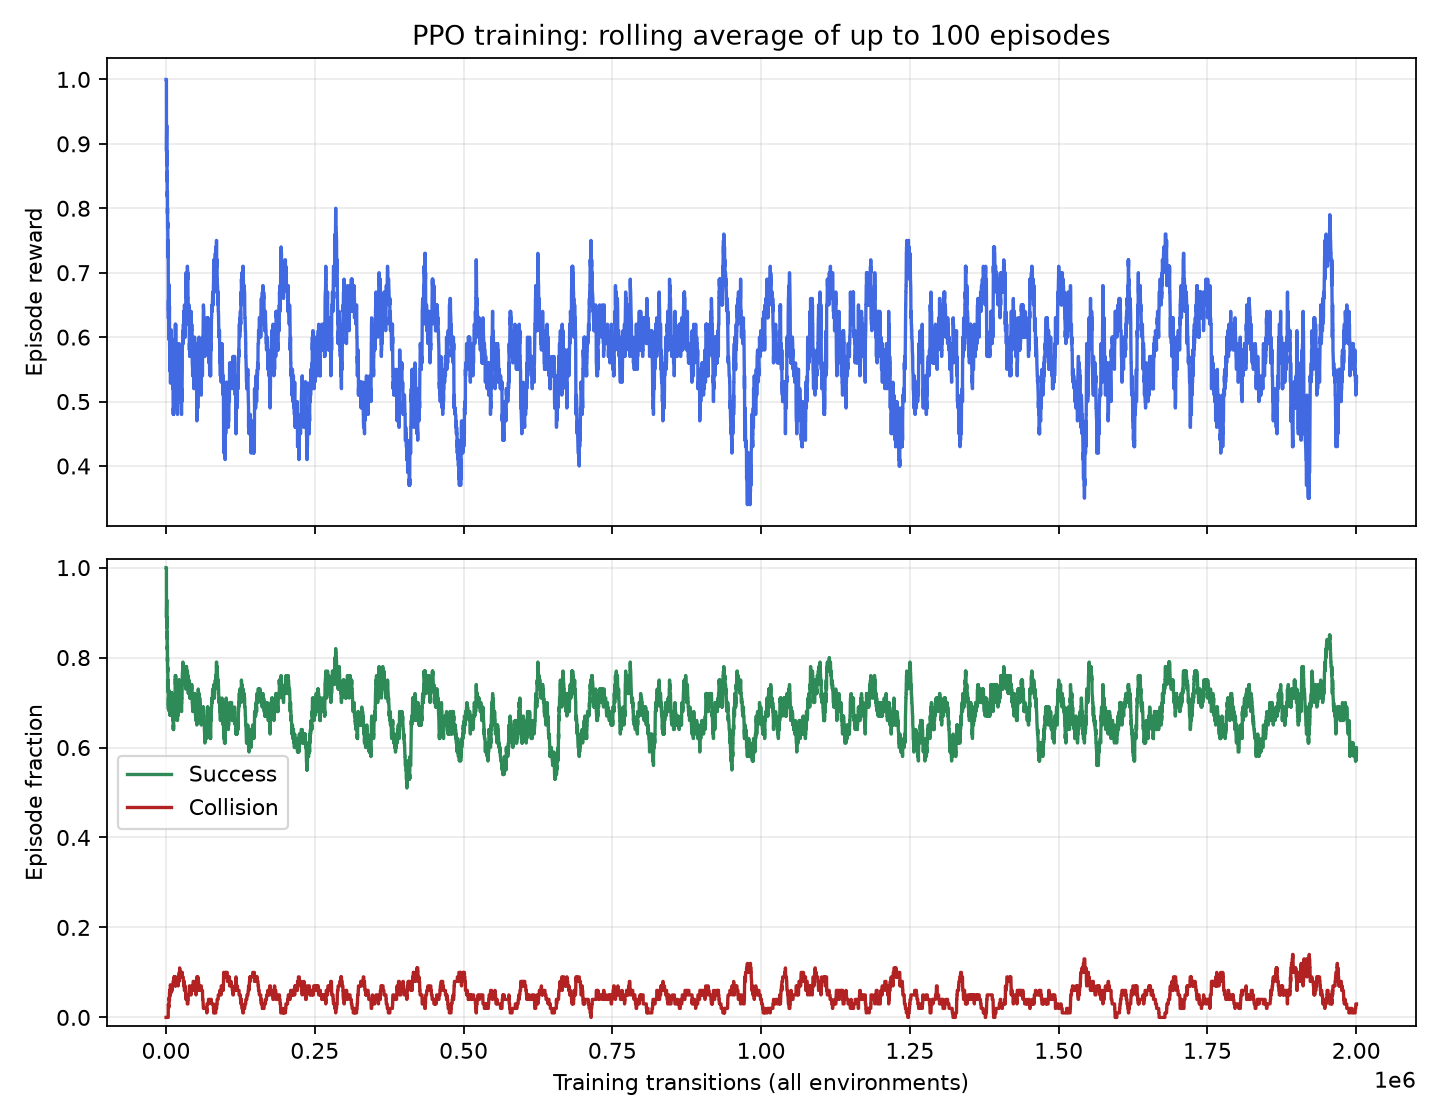 PPO training: rolling average of up to 100 episodes
1.0
0.9
0.8
0.7
0.6
0.5
0.4
Episode reward
1.0
0.8
0.6
0.4
0.2
0.0
Episode fraction
Success
Collision
0.00 0.25 0.50 0.75 1.00 1.25 1.50 1.75 2.00
1e6
Training transitions (all environments)